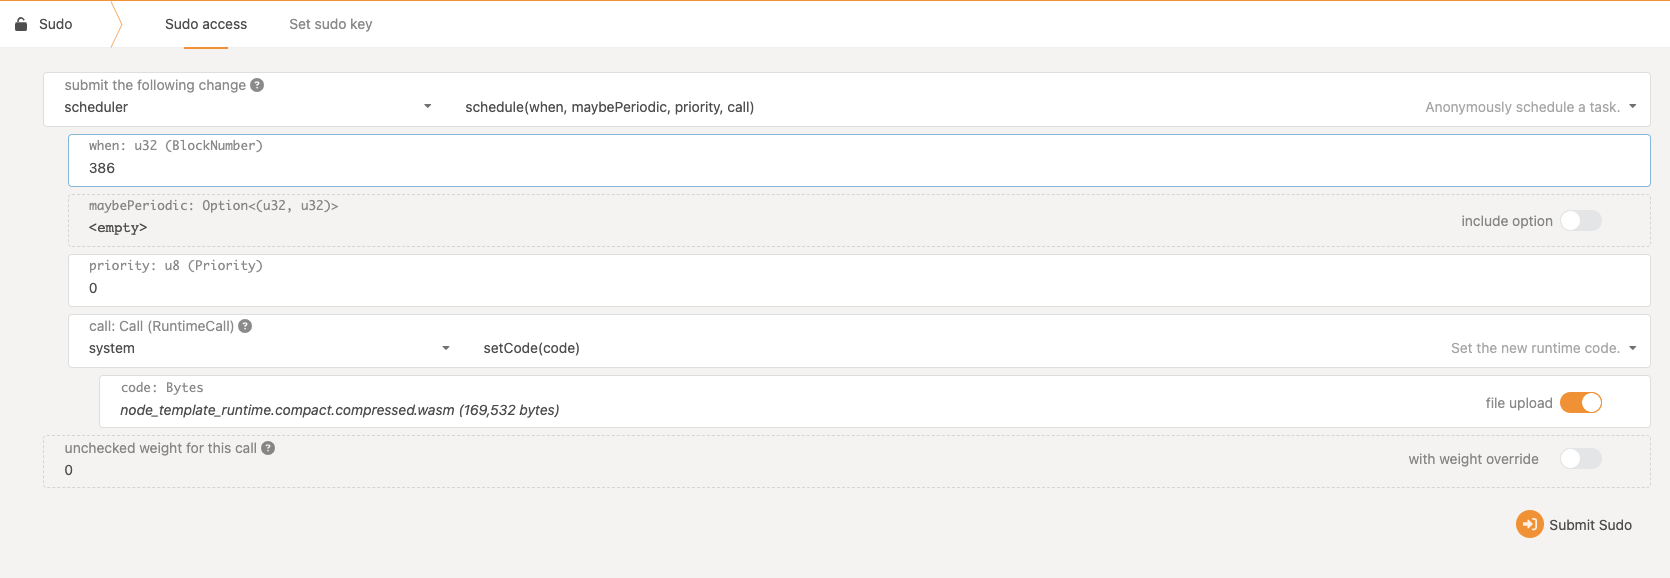 Sudo
Sudo access
Set sudo key
submit the following change ?
scheduler
schedule(when, maybePeriodic, priority, call)
Anonymously schedule a task.
when: u32 (BlockNumber)
386
maybePeriodic: Option<(u32, u32)>
<empty>
include option
priority: u8 (Priority)
0
call: Call (RuntimeCall) ?
system
setCode(code)
Set the new runtime code.
code: Bytes
node_template_runtime.compact.compressed.wasm (169,532 bytes)
file upload
unchecked weight for this call ?
0
with weight override
Submit Sudo